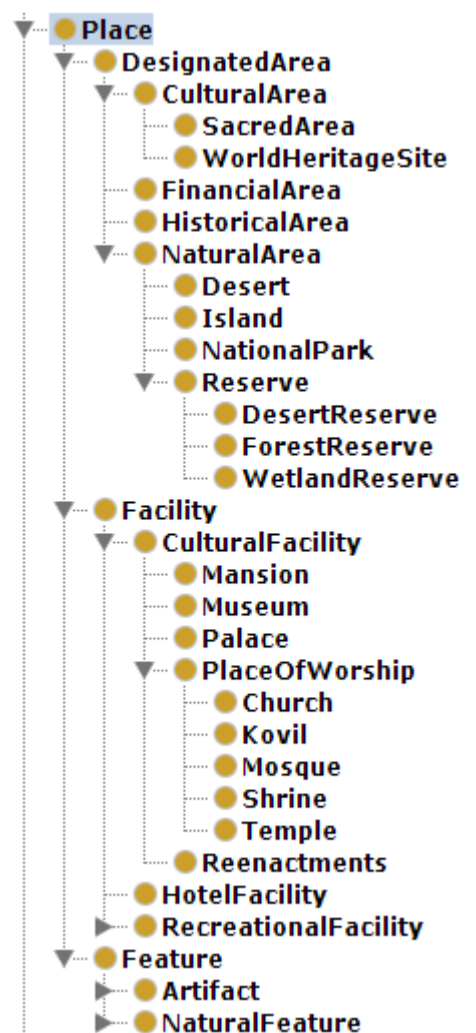 Place
DesignatedArea
CulturalArea
SacredArea
WorldHeritageSite
FinancialArea
HistoricalArea
NaturalArea
Desert
Island
NationalPark
Reserve
DesertReserve
ForestReserve
WetlandReserve
Facility
CulturalFacility
Mansion
Museum
Palace
PlaceOfWorship
Church
Kovil
Mosque
Shrine
Temple
Reenactments
HotelFacility
RecreationalFacility
Feature
Artifact
NaturalFeature